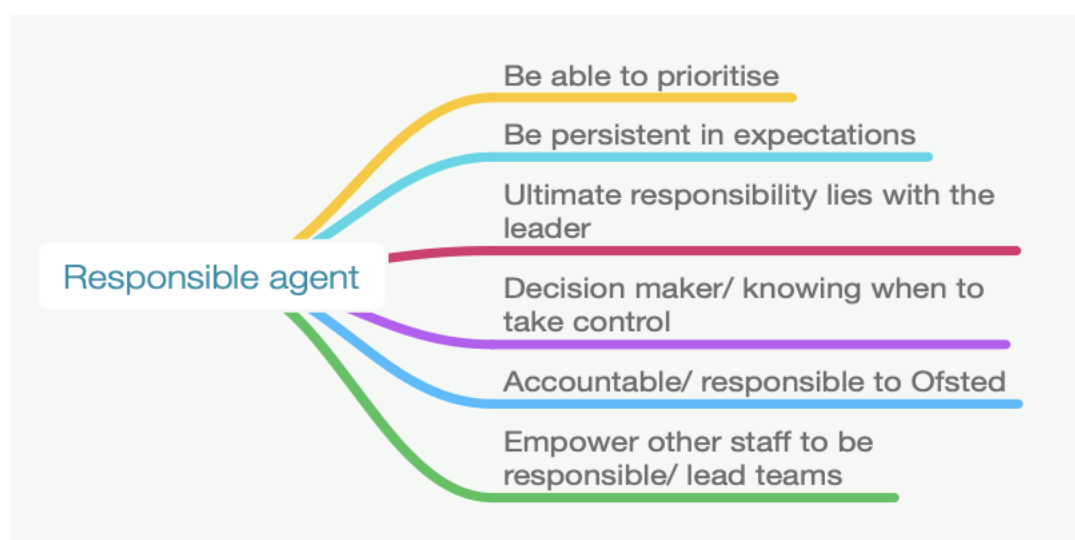 Be able to prioritise
Be persistent in expectations
Ultimate responsibility lies with the
leader
Responsible agent
Decision maker/ knowing when to
take control
Accountable/ responsible to Ofsted
Empower other staff to be
responsible/ lead teams